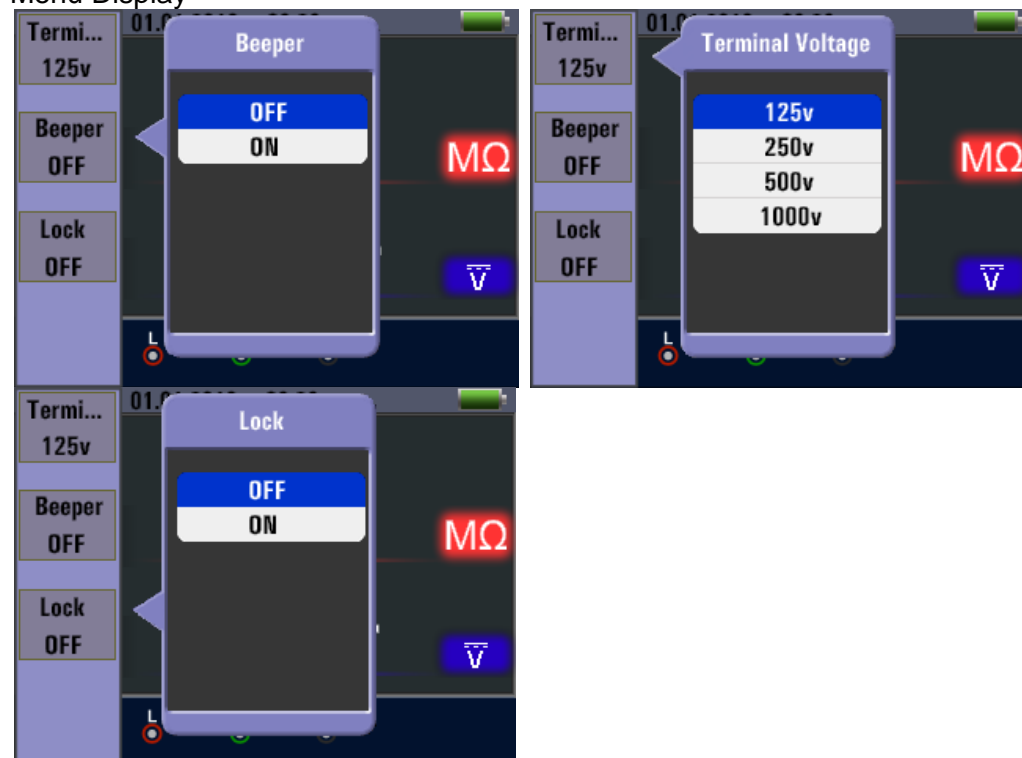 Menu Display
Termi...
125v
Beeper
OFF
Lock
OFF
Beeper
OFF
ON
MΩ
V
L
Termi...
125v
Beeper
OFF
Lock
OFF
Terminal Voltage
125v
250v
500v
1000v
MΩ
V
L
Termi...
125v
Beeper
OFF
Lock
OFF
Lock
OFF
ON
MΩ
V
L